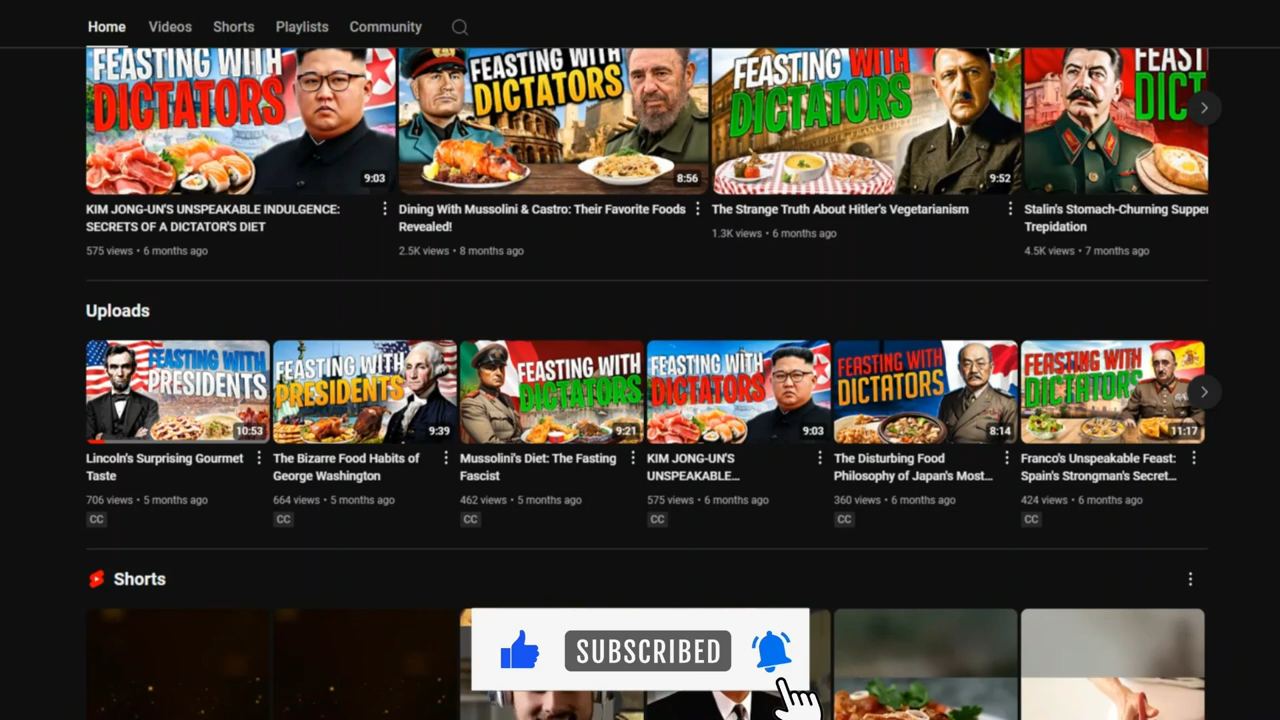 Home Videos Shorts Playlists Community
FEASTING WITH
DICTATORS
9:03
FEASTING WITH
DICTATORS
8:56
FEASTING WITH
DICTATORS
9:52
FEAST
DICT
KIM JONG-UN'S UNSPEAKABLE INDULGENCE:
SECRETS OF A DICTATOR'S DIET
575 views • 6 months ago
Dining With Mussolini & Castro: Their Favorite Foods
Revealed!
2.5K views • 8 months ago
The Strange Truth About Hitler's Vegetarianism
1.3K views • 6 months ago
Stalin's Stomach-Churning Supper
Trepidation
4.5K views • 7 months ago
Uploads
FEASTING WITH
PRESIDENTS
10:53
FEASTING WITH
PRESIDENTS
9:39
FEASTING WITH
DICTATORS
9:21
FEASTING WITH
DICTATORS
9:03
FEASTING WITH
DICTATORS
8:14
FEASTING WITH
DICTATORS
11:17
Lincoln's Surprising Gourmet
Taste
706 views • 5 months ago
CC
The Bizarre Food Habits of
George Washington
664 views • 5 months ago
CC
Mussolini's Diet: The Fasting
Fascist
462 views • 5 months ago
CC
KIM JONG-UN'S
UNSPEAKABLE...
575 views • 6 months ago
CC
The Disturbing Food
Philosophy of Japan's Most...
360 views • 6 months ago
CC
Franco's Unspeakable Feast:
Spain's Strongman's Secret...
424 views • 6 months ago
CC
Shorts
SUBSCRIBED